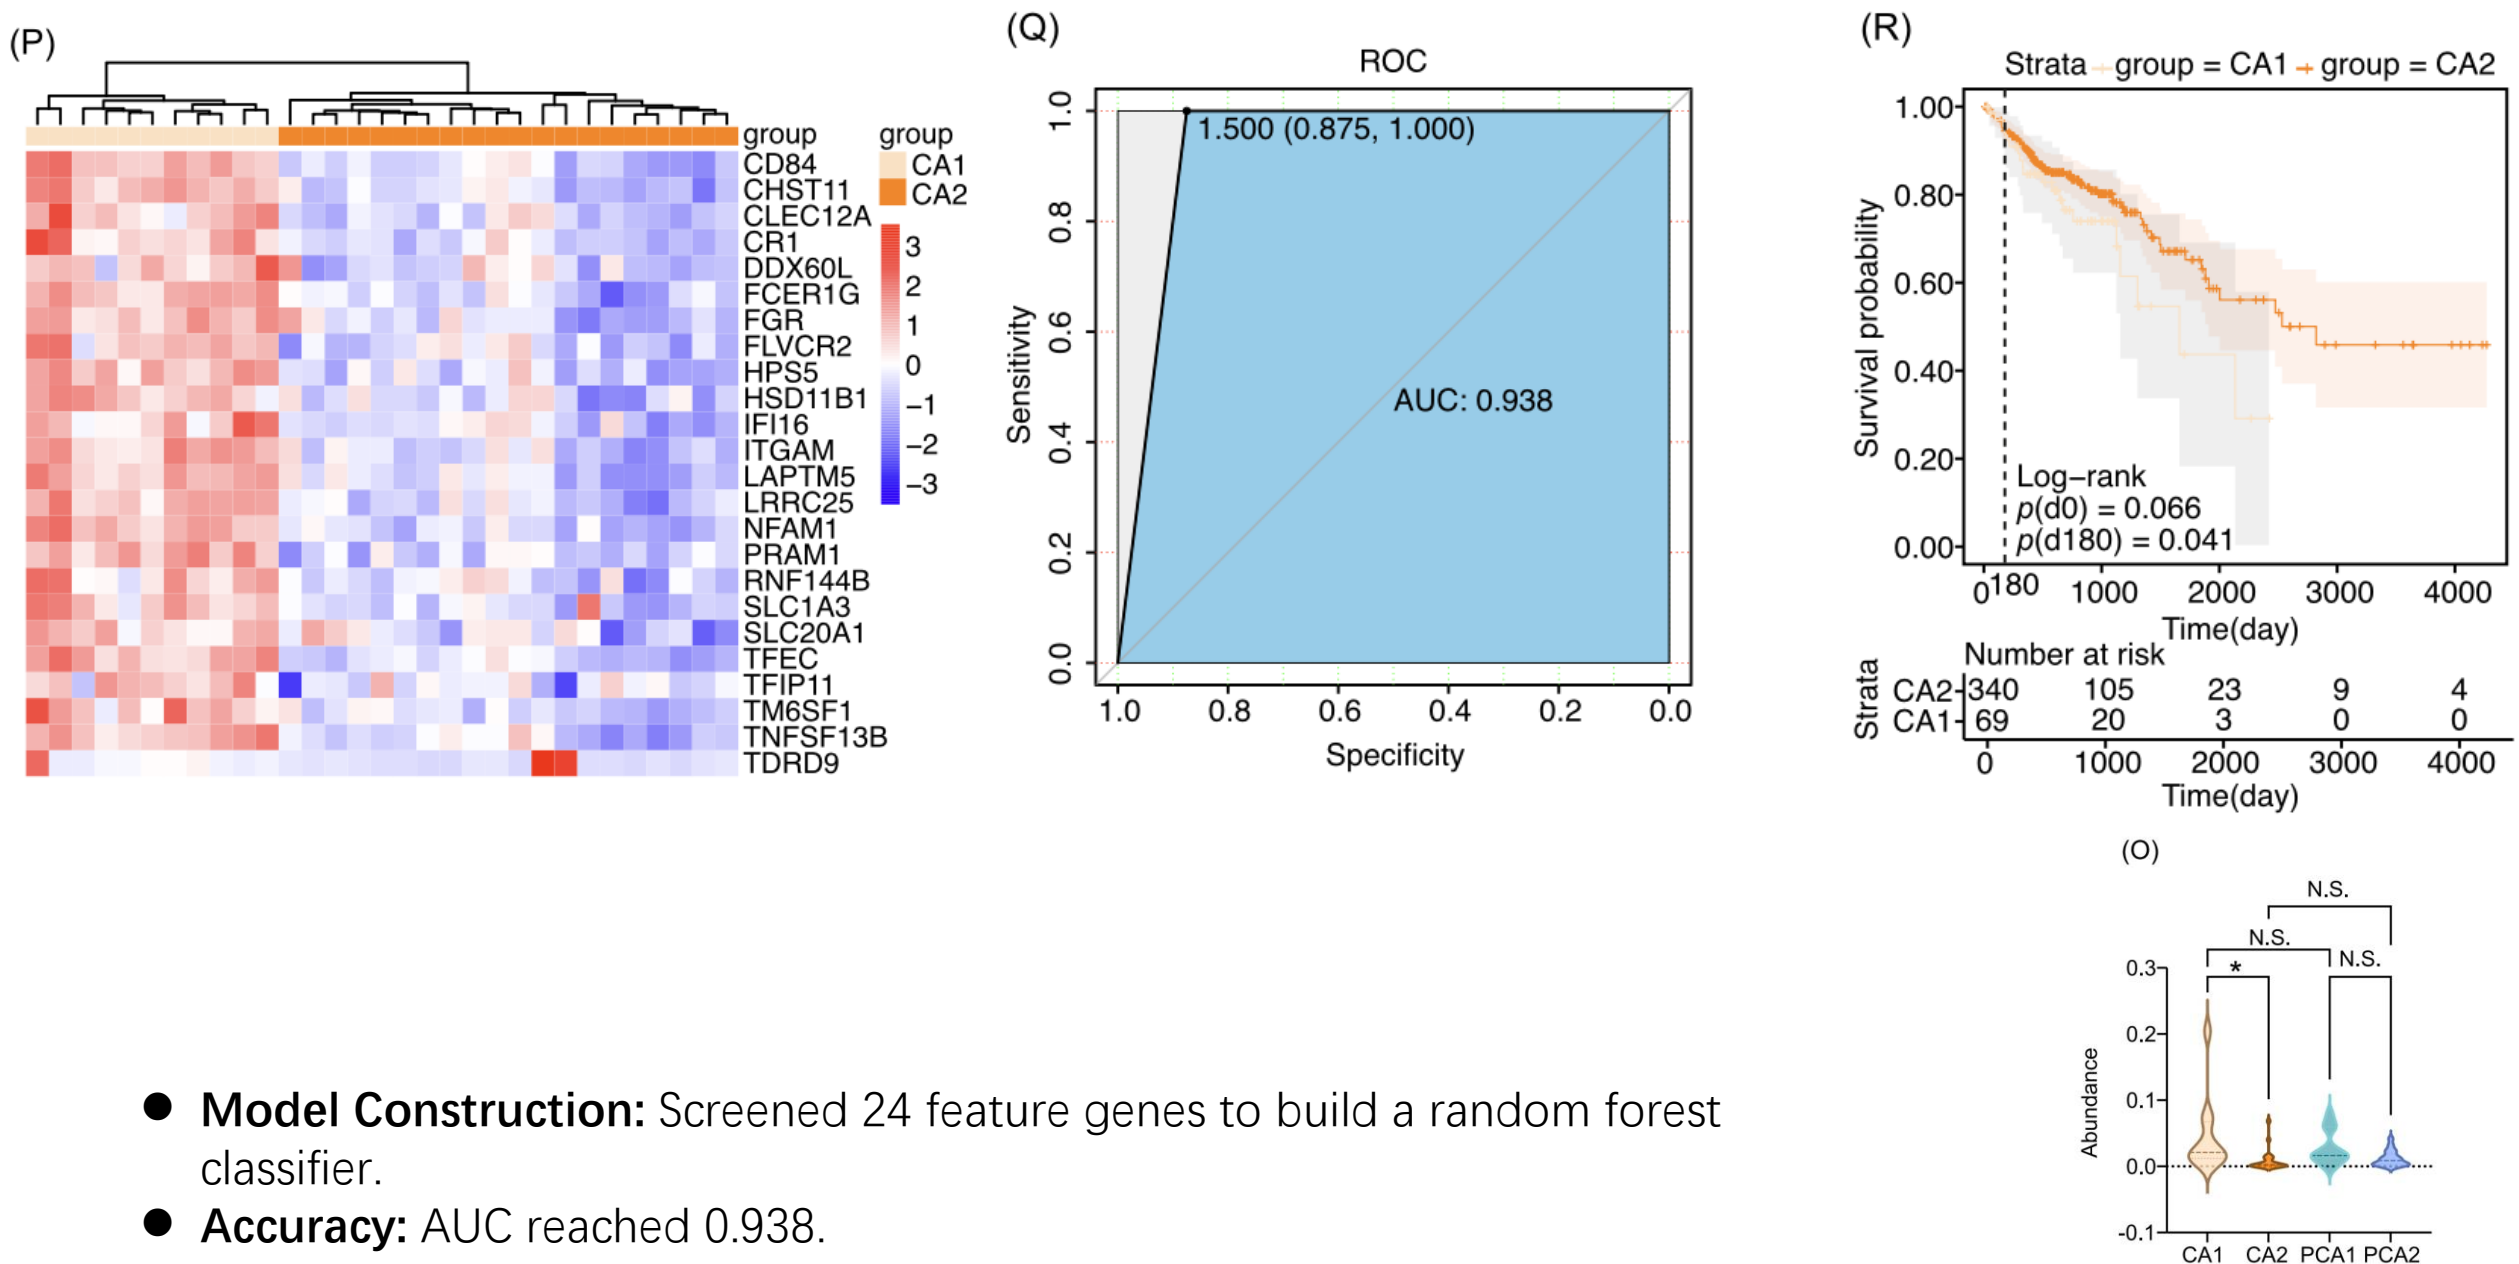 (P)
group
CD84
CHST11
CLEC12A
CR1
DDX60L
FCER1G
FGR
FLVCR2
HPS5
HSD11B1
IFI16
ITGAM
LAPTM5
LRRC25
NFAM1
PRAM1
RNF144B
SLC1A3
SLC20A1
TFEC
TFIP11
TM6SF1
TNFSF13B
TDRD9
group
CA1
CA2
3
2
1
0
−1
−2
−3
(Q)
ROC
1.500 (0.875, 1.000)
AUC: 0.938
Sensitivity
1.0
0.8
0.6
0.4
0.2
0.0
1.0 0.8 0.6 0.4 0.2 0.0
Specificity
(R)
Strata group = CA1 group = CA2
Survival probability
1.00
0.80
0.60
0.40
0.20
0.00
Log−rank
p(d0) = 0.066
p(d180) = 0.041
0 180 1000 2000 3000 4000
Time(day)
Number at risk
Strata
CA2 340 105 23 9 4
CA1 69 20 3 0 0
0 1000 2000 3000 4000
Time(day)
(O)
N.S.
N.S.
* N.S.
Abundance
0.3
0.2
0.1
0.0
-0.1
CA1 CA2 PCA1 PCA2
● Model Construction: Screened 24 feature genes to build a random forest
classifier.
● Accuracy: AUC reached 0.938.